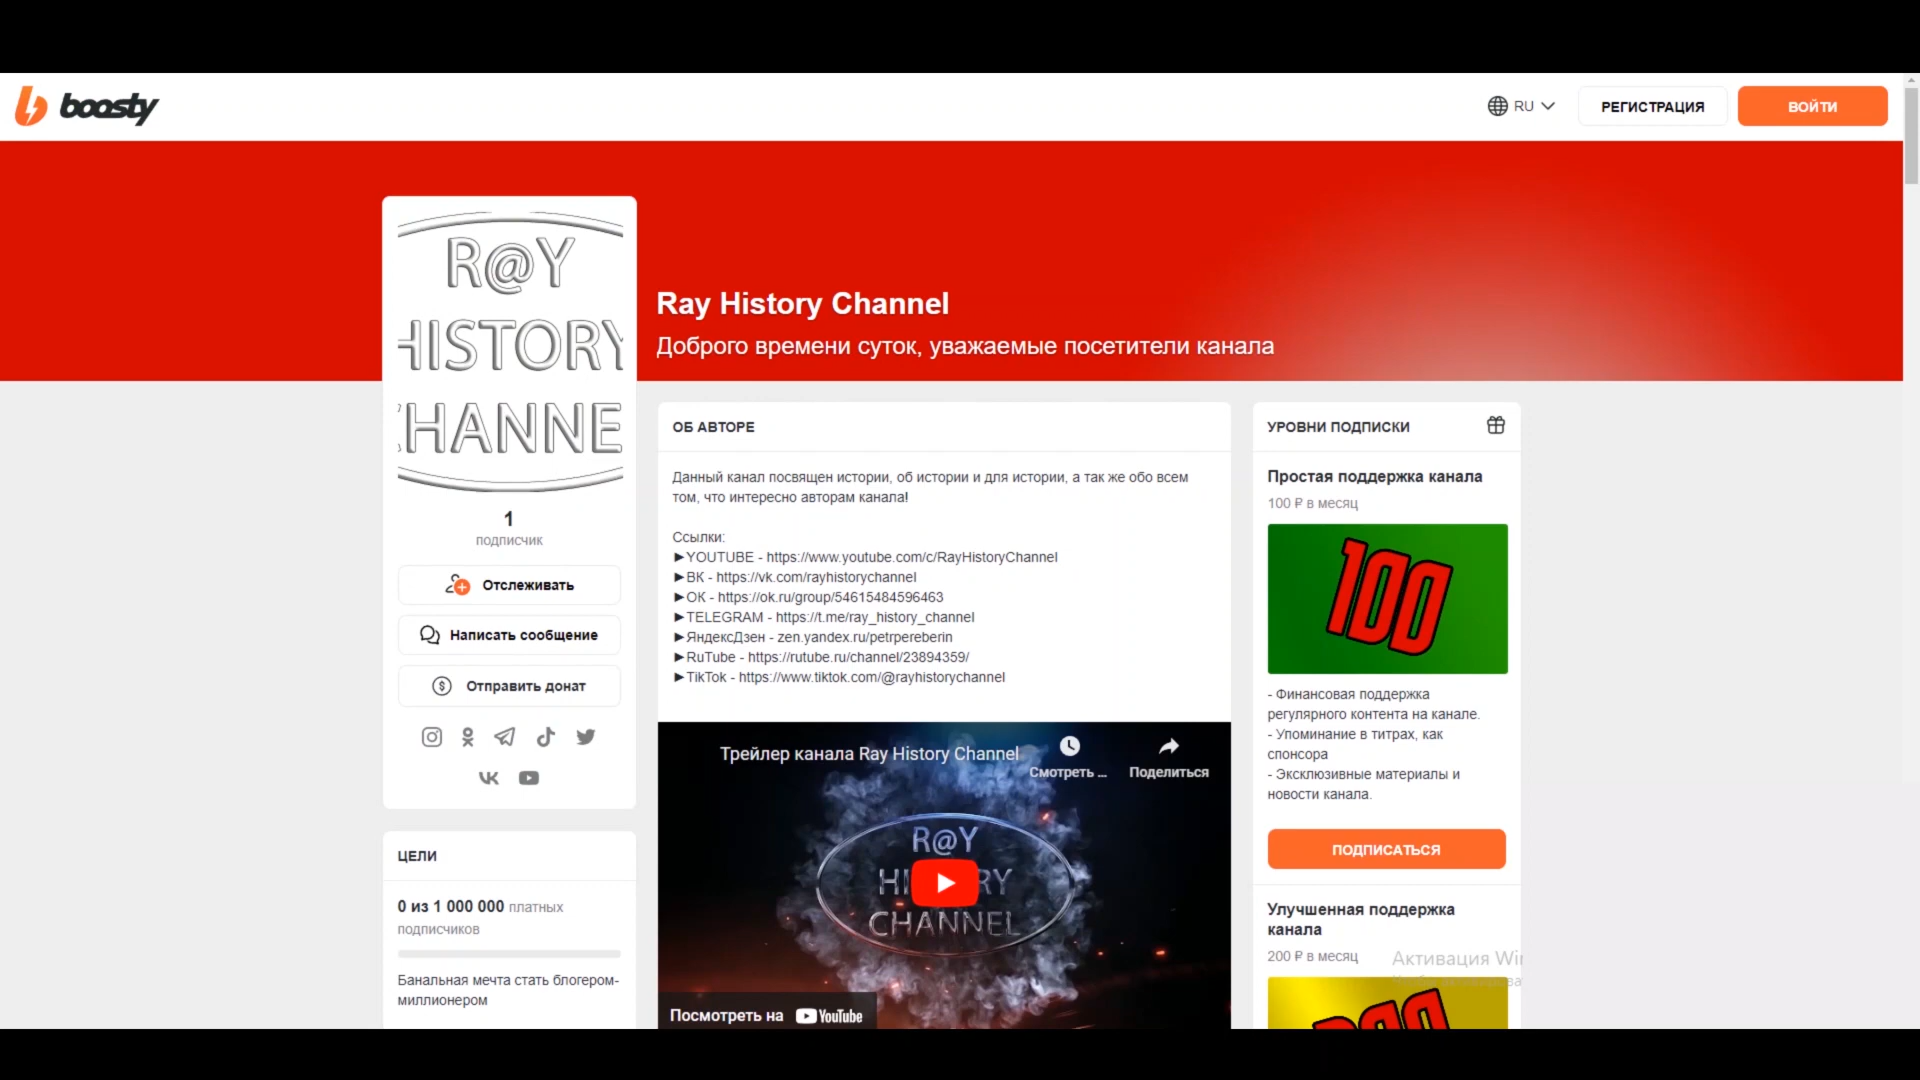 boosty
RU
РЕГИСТРАЦИЯ
ВОЙТИ
R@Y
HISTORY
CHANNE
Ray History Channel
Доброго времени суток, уважаемые посетители канала
1
подписчик
Отслеживать
Написать сообщение
Отправить донат
ЦЕЛИ
0 из 1 000 000 платных
подписчиков
Банальная мечта стать блогером-
миллионером
ОБ АВТОРЕ
Данный канал посвящен истории, об истории и для истории, а так же обо всем
том, что интересно авторам канала!
Ссылки:
►YOUTUBE - https://www.youtube.com/c/RayHistoryChannel
►ВК - https://vk.com/rayhistorychannel
►ОК - https://ok.ru/group/54615484596463
►TELEGRAM - https://t.me/ray_history_channel
►ЯндексДзен - zen.yandex.ru/petrpereberin
►RuTube - https://rutube.ru/channel/23894359/
►TikTok - https://www.tiktok.com/@rayhistorychannel
Трейлер канала Ray History Channel
Смотреть ...
Поделиться
R@Y
HI RY
CHANNEL
Посмотреть на YouTube
УРОВНИ ПОДПИСКИ
Простая поддержка канала
100 ₽ в месяц
100
- Финансовая поддержка
регулярного контента на канале.
- Упоминание в титрах, как
спонсора
- Эксклюзивные материалы и
новости канала.
ПОДПИСАТЬСЯ
Улучшенная поддержка
канала
200 ₽ в месяц
Активация Wi